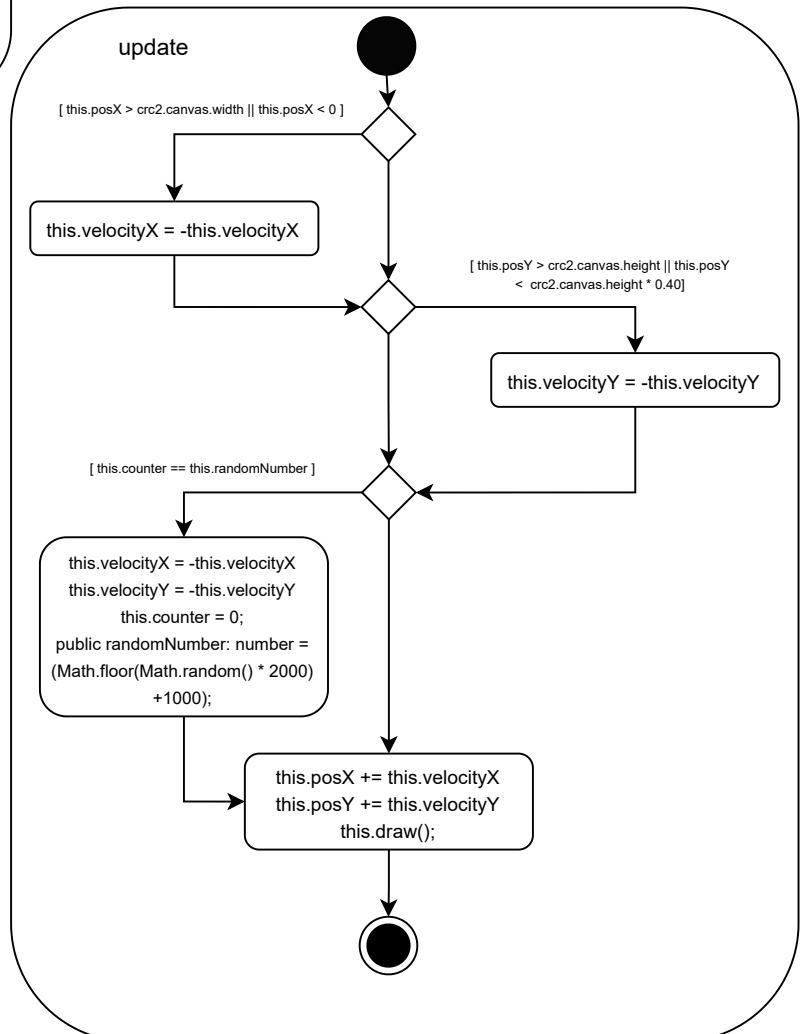 update
[ this.posX > crc2.canvas.width || this.posX < 0 ]
this.velocityX = -this.velocityX
[ this.posY > crc2.canvas.height || this.posY
< crc2.canvas.height * 0.40]
this.velocityY = -this.velocityY
[ this.counter == this.randomNumber ]
this.velocityX = -this.velocityX
this.velocityY = -this.velocityY
this.counter = 0;
public randomNumber: number =
(Math.floor(Math.random() * 2000)
+1000);
this.posX += this.velocityX
this.posY += this.velocityY
this.draw();